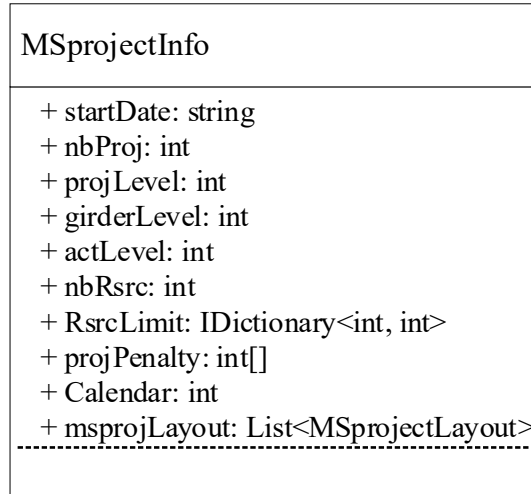 MSprojectInfo
+ startDate: string
+ nbProj: int
+ projLevel: int
+ girderLevel: int
+ actLevel: int
+ nbRsrc: int
+ RsrcLimit: IDictionary<int, int>
+ projPenalty: int[]
+ Calendar: int
+ msprojLayout: List<MSprojectLayout>